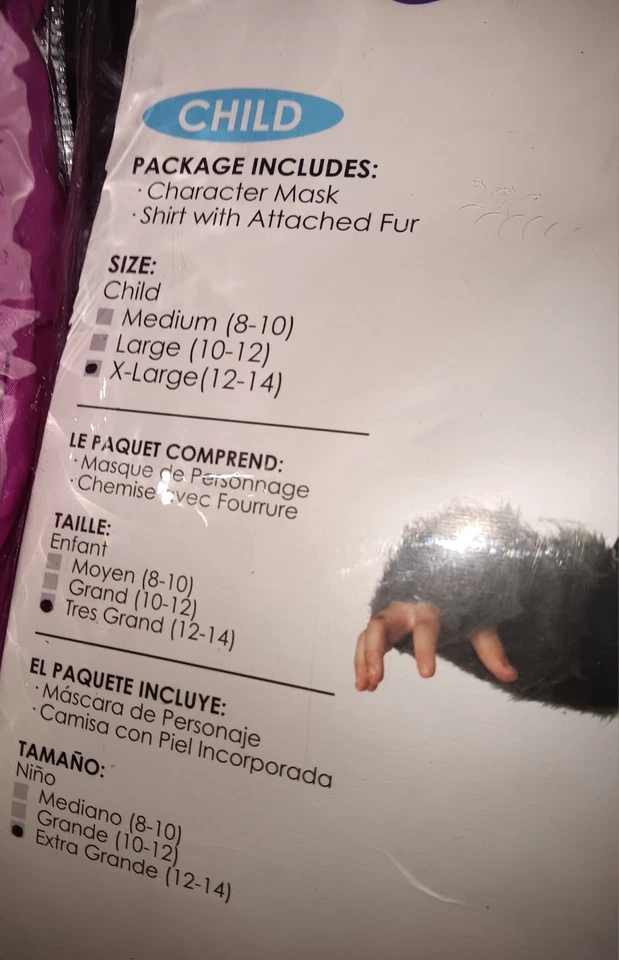 CHILD
PACKAGE INCLUDES:
· Character Mask
· Shirt with Attached Fur
SIZE:
Child
Medium (8-10)
Large (10-12)
X-Large(12-14)
LE PAQUET COMPREND:
· Masque de Personnage
· Chemise avec Fourrure
TAILLE:
Enfant
Moyen (8-10)
Grand (10-12)
Tres Grand (12-14)
EL PAQUETE INCLUYE:
· Máscara de Personaje
· Camisa con Piel Incorporada
TAMAÑO:
Niño
Mediano (8-10)
Grande (10-12)
Extra Grande (12-14)